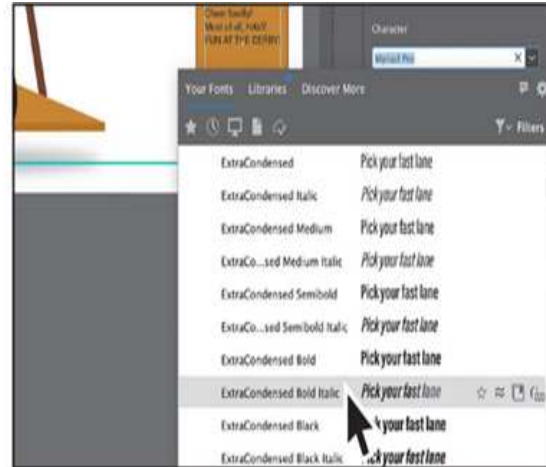 Cheer loudly!
Most of all, HAVE
FUN AT THE DERBY!
Character
Myriad Pro
Your Fonts Libraries Discover More
Filters
ExtraCondensed Pick your fast lane
ExtraCondensed Italic Pick your fast lane
ExtraCondensed Medium Pick your fast lane
ExtraCo...sed Medium Italic Pick your fast lane
ExtraCondensed Semibold Pick your fast lane
ExtraCo...sed Semibold Italic Pick your fast lane
ExtraCondensed Bold Pick your fast lane
ExtraCondensed Bold Italic Pick your fast lane
ExtraCondensed Black Pick your fast lane
ExtraCondensed Black Italic Pick your fast lane